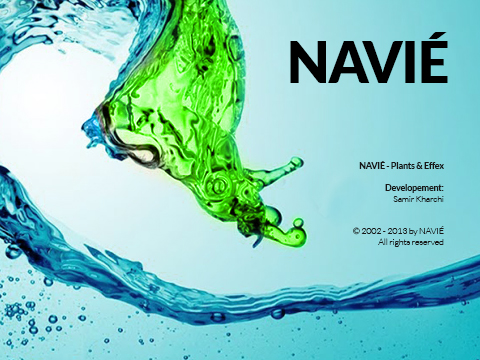 NAVIÉ
NAVIÉ - Plants & Effex
Developement:
Samir Kharchi
© 2002 - 2013 by NAVIÉ
All rights reserved